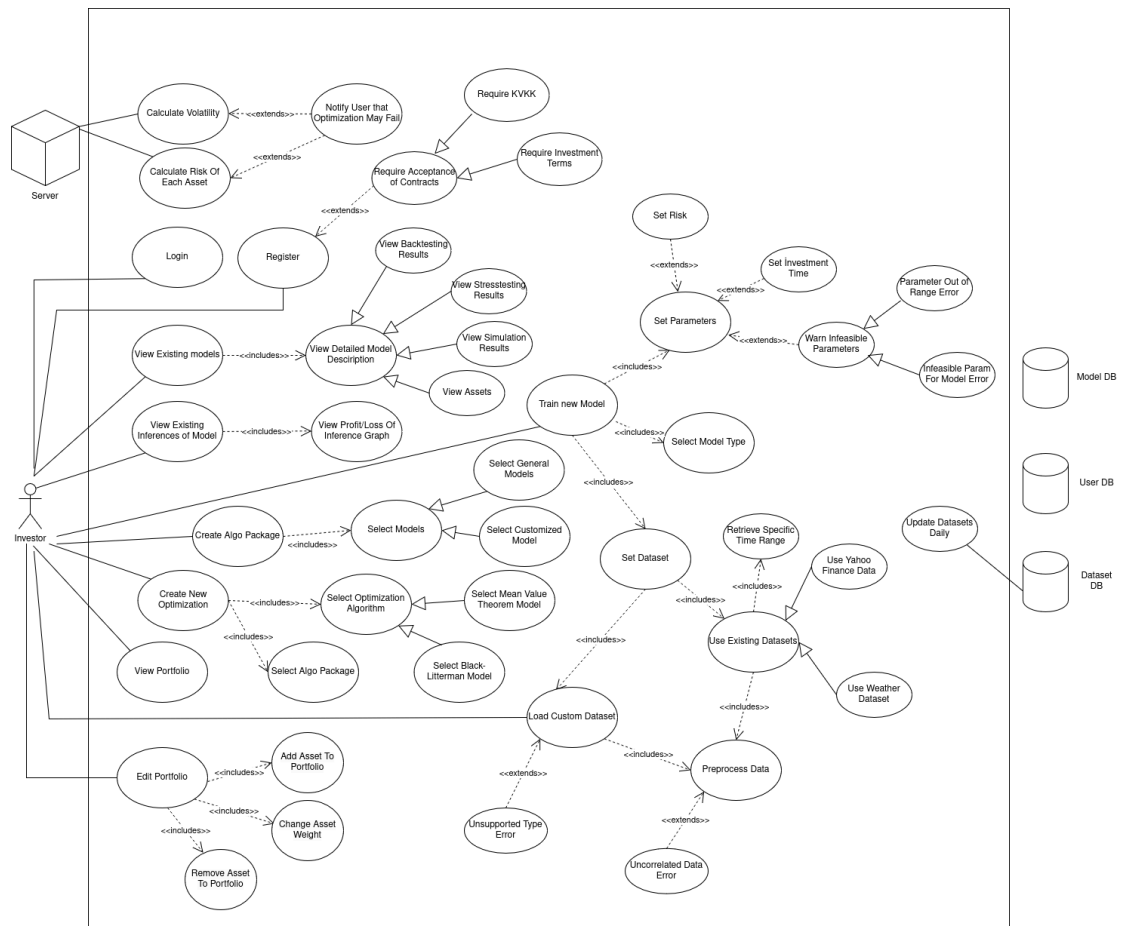 Require KVKK
Calculate Volatility
<<extends>>
Notify User that
Optimization May Fail
Server
Calculate Risk Of
Each Asset
<<extends>>
Require Acceptance
of Contracts
Require Investment
Terms
<<extends>>
Login
Register
View Backtesting
Results
View Stresstesting
Results
View Simulation
Results
View Assets
View Existing models
<<includes>>
View Detailed Model
Desciription
View Existing
Inferences of Model
<<includes>>
View Profit/Loss Of
Inference Graph
Set Risk
<<extends>>
Set İnvestment
Time
<<extends>>
Set Parameters
<<extends>>
Warn Infeasible
Parameters
Parameter Out of
Range Error
Infeasible Param
For Model Error
<<includes>>
Train new Model
<<includes>>
Select Model Type
<<includes>>
Model DB
User DB
Dataset
DB
Update Datasets
Daily
Investor
Create Algo Package
<<includes>>
Select Models
Select General
Models
Select Customized
Model
Create New
Optimization
<<includes>>
Select Optimization
Algorithm
Select Mean Value
Theorem Model
Select Black-
Litterman Model
<<includes>>
Select Algo Package
View Portfolio
Set Dataset
<<includes>>
<<includes>>
Retrieve Specific
Time Range
<<includes>>
Use Yahoo
Finance Data
Use Existing Datasets
Use Weather
Dataset
<<includes>>
Load Custom Dataset
<<includes>>
Preprocess Data
<<extends>>
Unsupported Type
Error
<<extends>>
Uncorrelated Data
Error
Edit Portfolio
<<includes>>
Add Asset To
Portfolio
<<includes>>
Change Asset
Weight
<<includes>>
Remove Asset
To Portfolio